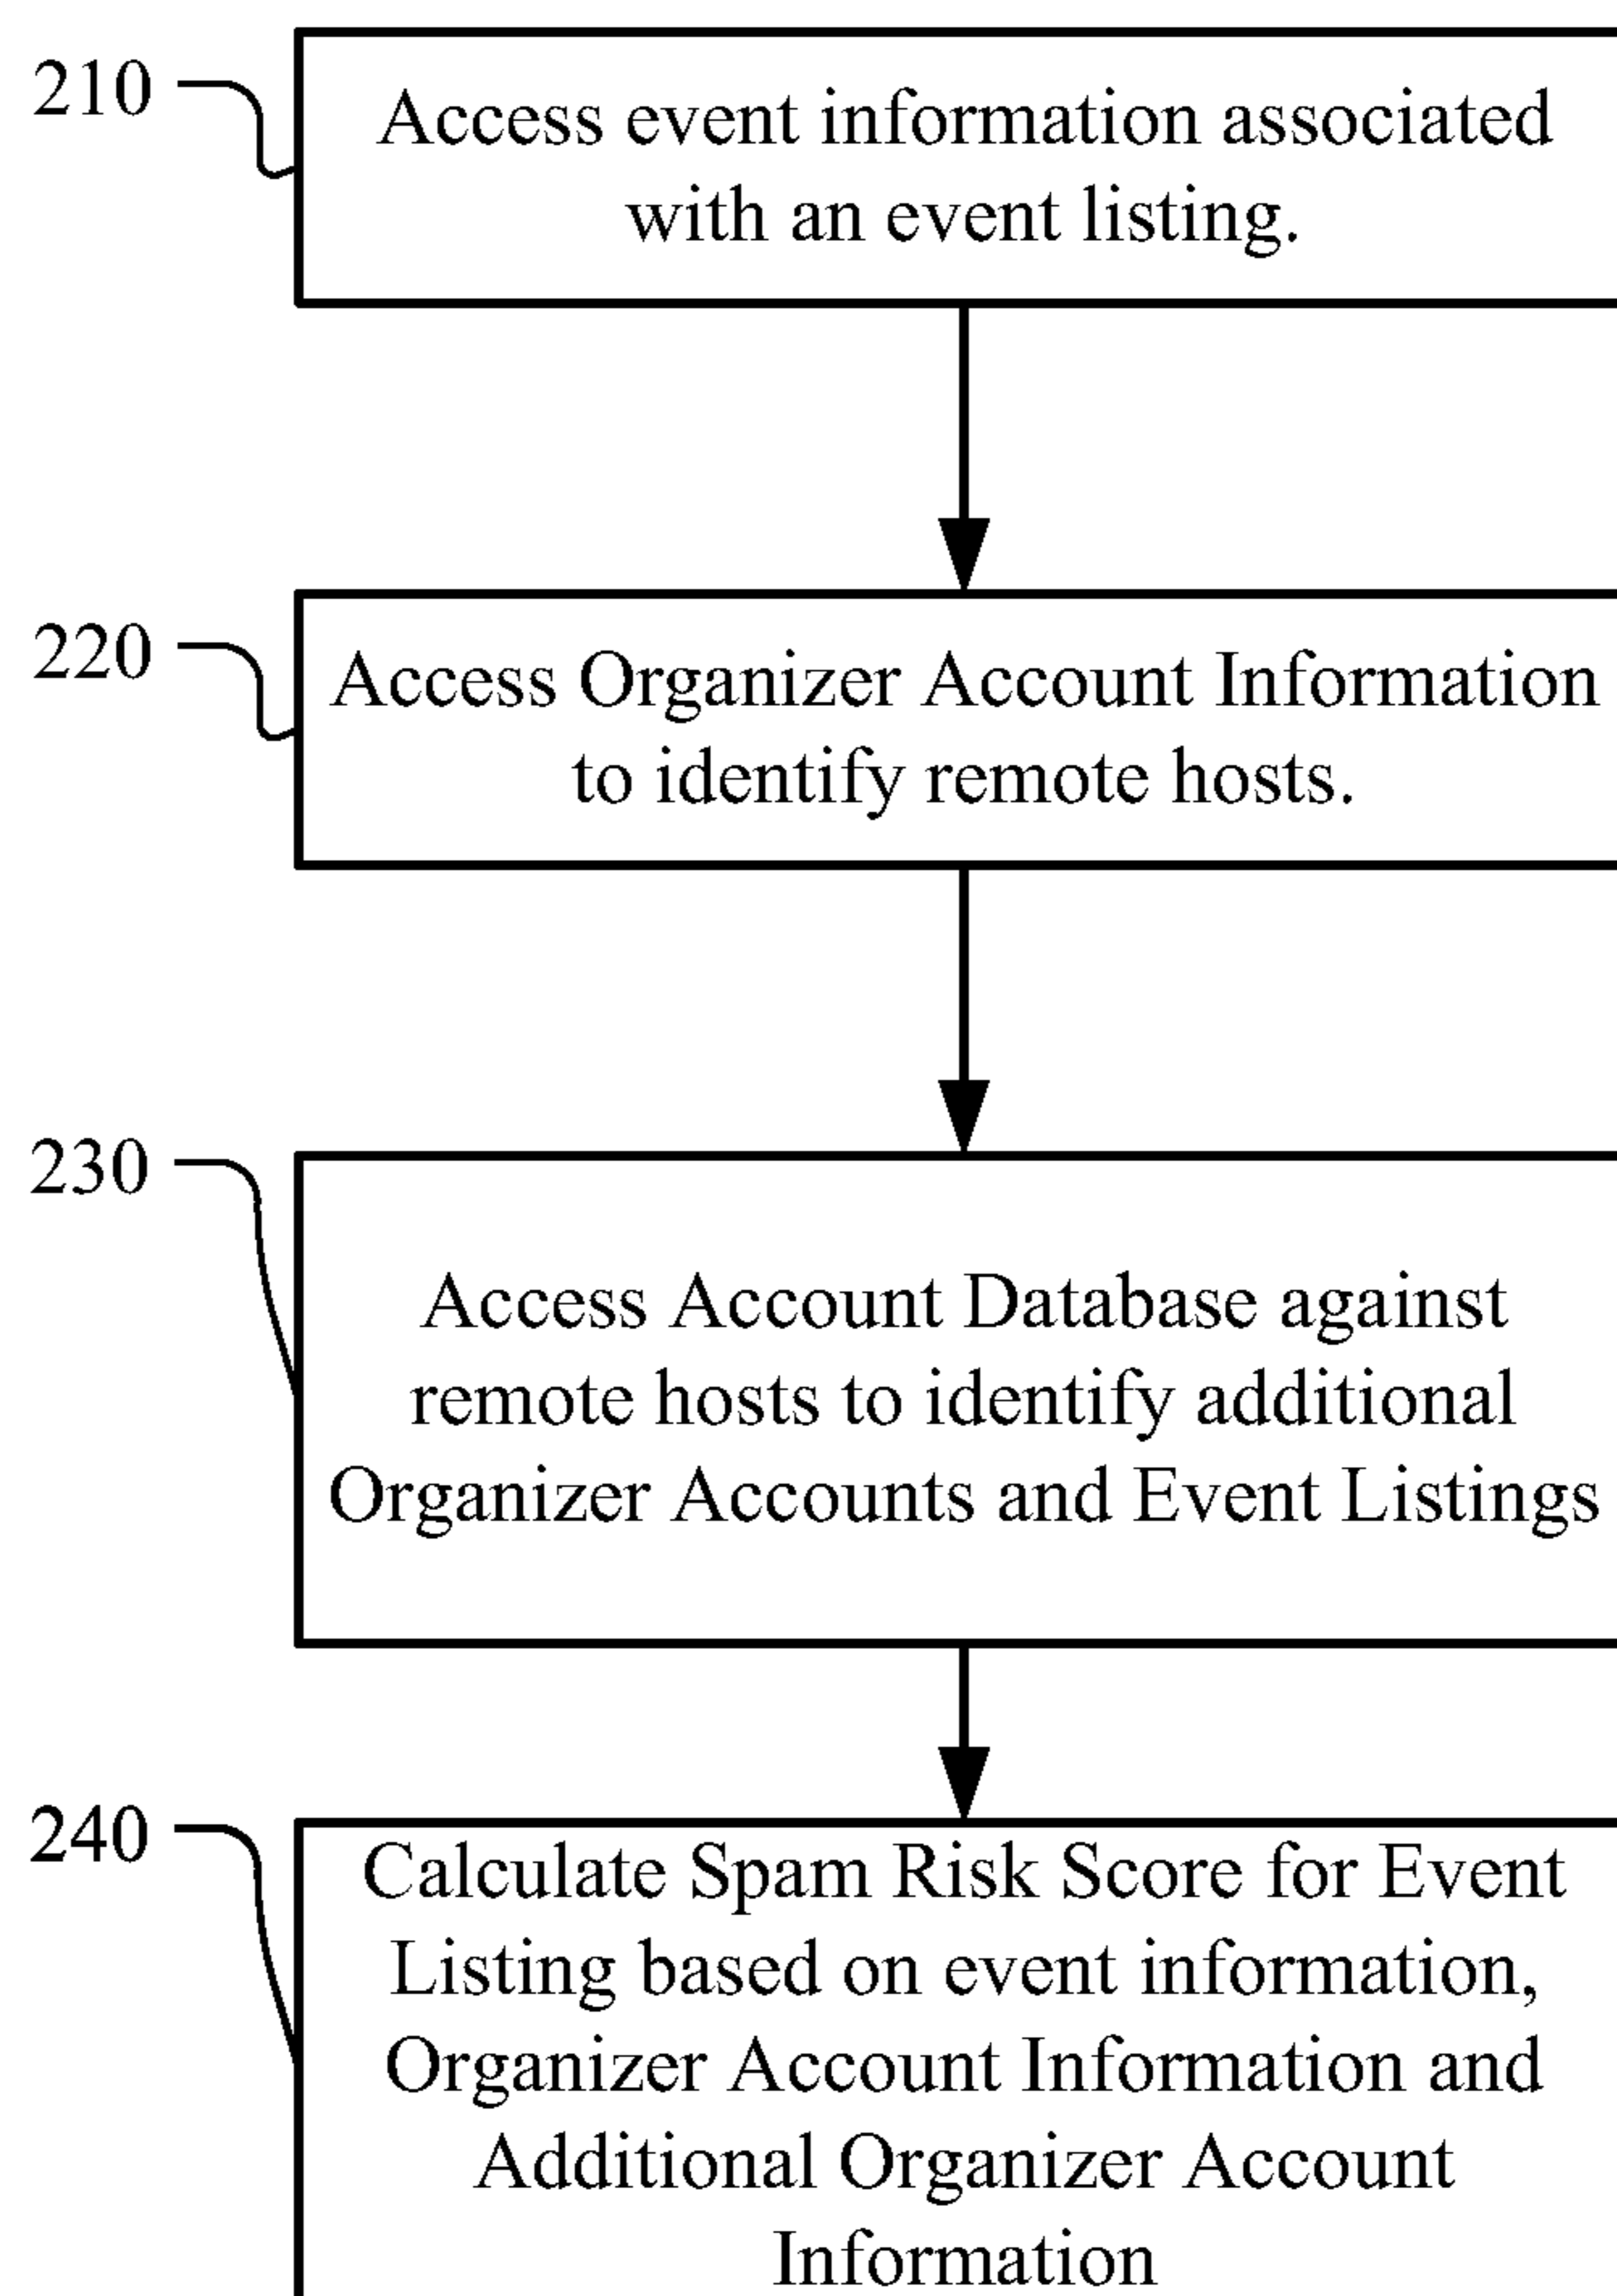 210
Access event information associated
with an event listing.
220
Access Organizer Account Information
to identify remote hosts.
230
Access Account Database against
remote hosts to identify additional
Organizer Accounts and Event Listings
240
Calculate Spam Risk Score for Event
Listing based on event information,
Organizer Account Information and
Additional Organizer Account
Information